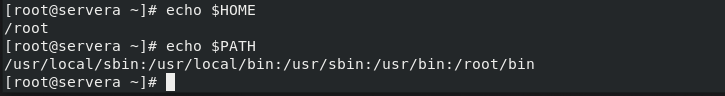 [root@servera ~]# echo $HOME
/root
[root@servera ~]# echo $PATH
/usr/local/sbin:/usr/local/bin:/usr/sbin:/usr/bin:/root/bin
[root@servera ~]#